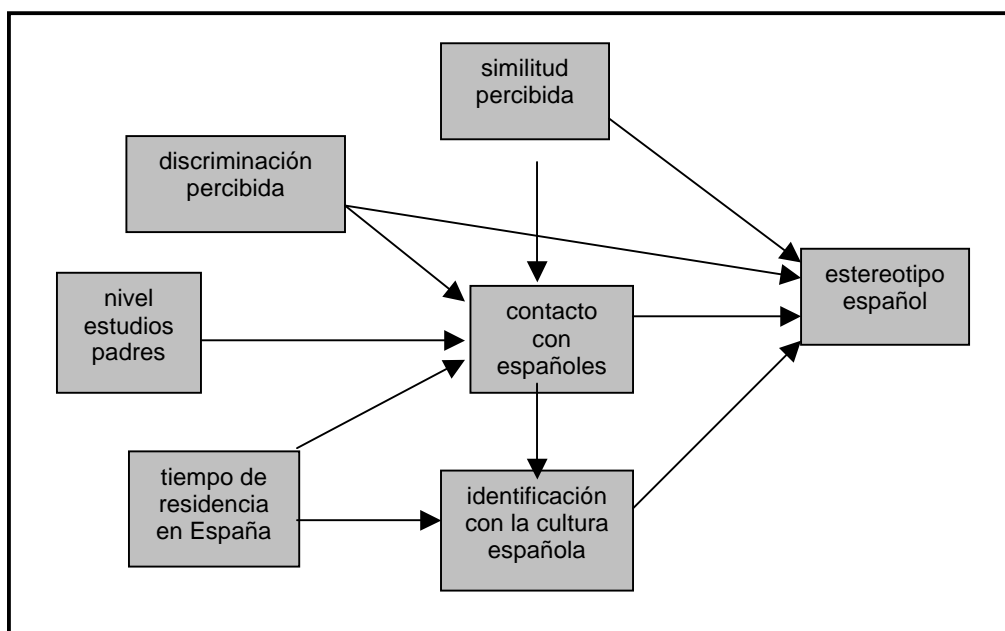 similitud
percibida
discriminación
percibida
nivel
estudios
padres
contacto
con
españoles
estereotipo
español
tiempo de
residencia
en España
identificación
con la cultura
española